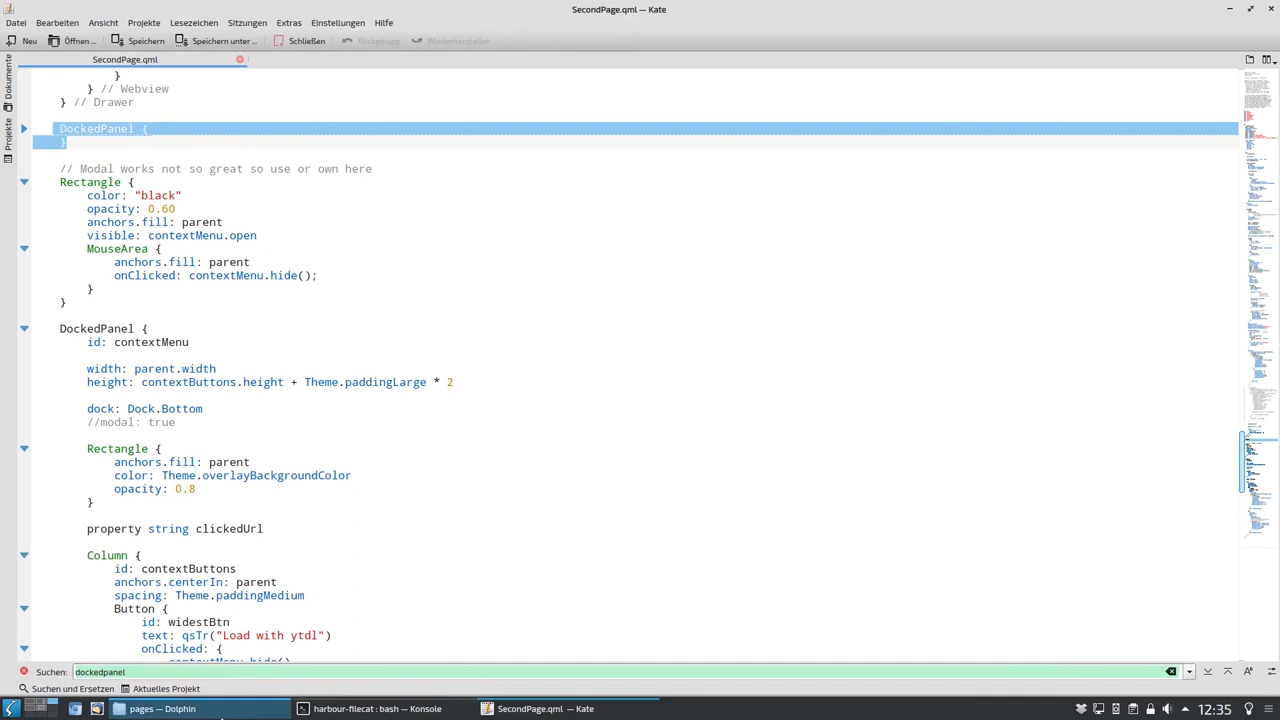 SecondPage.qml — Kate
Datei Bearbeiten Ansicht Projekte Lesezeichen Sitzungen Extras Einstellungen Hilfe
Neu Öffnen ... Speichern Speichern unter ... Schließen Rückgängig Wiederherstellen
SecondPage.qml
Dokumente
Projekte
}
} // Webview
} // Drawer
DockedPanel {
}
// Modal works not so great so use or own here
Rectangle {
color: "black"
opacity: 0.60
anchors.fill: parent
visible: contextMenu.open
MouseArea {
anchors.fill: parent
onClicked: contextMenu.hide();
}
}
DockedPanel {
id: contextMenu
width: parent.width
height: contextButtons.height + Theme.paddingLarge * 2
dock: Dock.Bottom
//modal: true
Rectangle {
anchors.fill: parent
color: Theme.overlayBackgroundColor
opacity: 0.8
}
property string clickedUrl
Column {
id: contextButtons
anchors.centerIn: parent
spacing: Theme.paddingMedium
Button {
id: widestBtn
text: qsTr("Load with ytdl")
onClicked: {
contextMenu.hide()
Suchen: dockedpanel
Suchen und Ersetzen Aktuelles Projekt
pages — Dolphin harbour-filecat : bash — Konsole SecondPage.qml — Kate 12:35